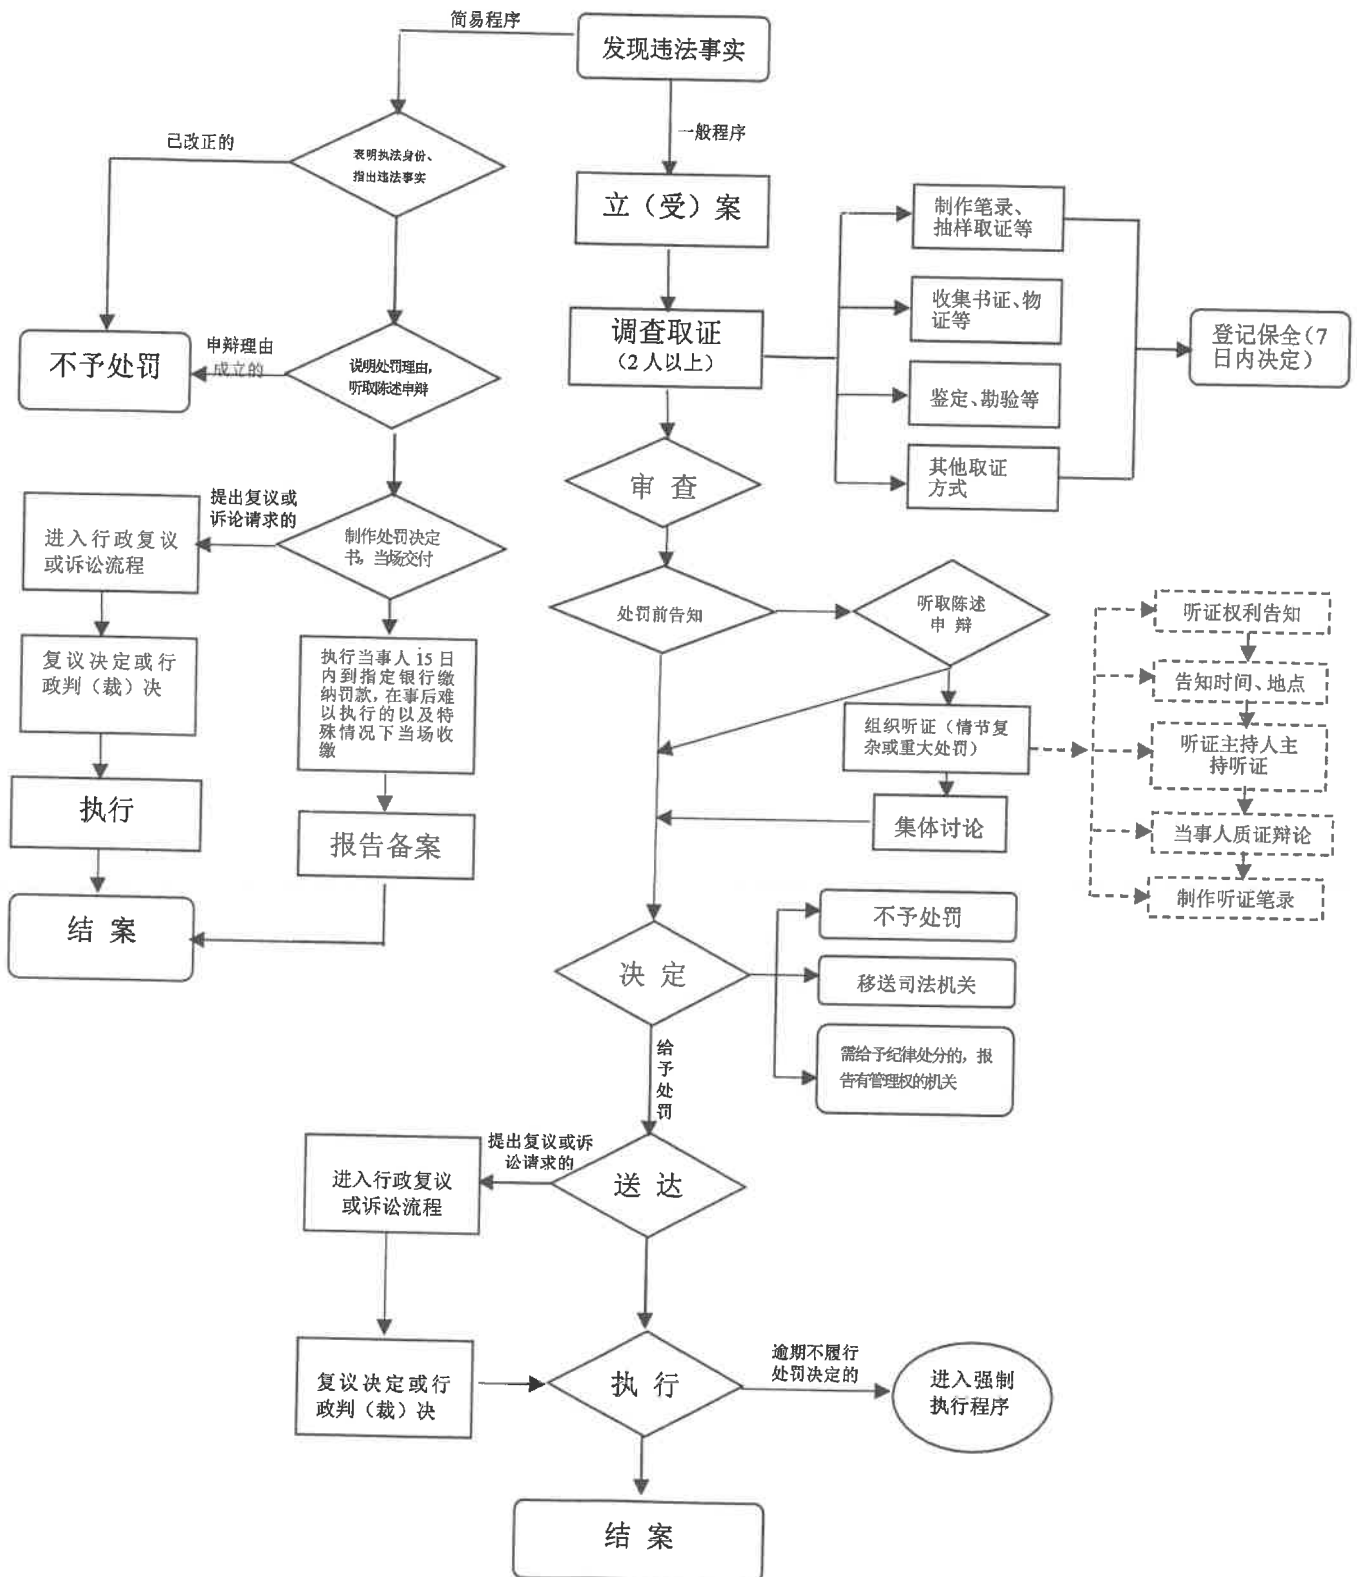 简易程序
发现违法事实
一般程序
已改正的
表明执法身份、
指出违法事实
立（受）案
制作笔录、
抽样取证等
收集书证、物
证等
登记保全（7
日内决定）
调查取证
（2人以上）
鉴定、勘验等
其他取证
方式
不予处罚
申辩理由
成立的
说明处罚理由，
听取陈述申辩
审 查
提出复议或
诉讼请求的
进入行政复议
或诉讼流程
制作处罚决定
书，当场交付
处罚前告知
听取陈述
申 辩
听证权利告知
告知时间、地点
听证主持人主
持听证
当事人质证辩论
制作听证笔录
复议决定或行
政判（裁）决
执行当事人15日
内到指定银行缴
纳罚款，在事后难
以执行的以及特
殊情况下当场收
缴
组织听证（情节复
杂或重大处罚）
集体讨论
执行
报告备案
结 案
决 定
不予处罚
移送司法机关
需给予纪律处分的，报
告有管理权的机关
给
予
处
罚
提出复议或诉
讼请求的
进入行政复议
或诉讼流程
送 达
复议决定或行
政判（裁）决
执 行
逾期不履行
处罚决定的
进入强制
执行程序
结 案